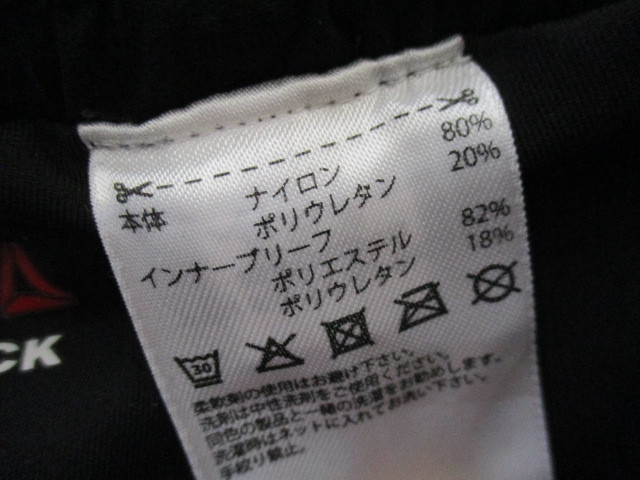 本体 ナイロン 80%
ポリウレタン 20%
インナーブリーフ
ポリエステル 82%
ポリウレタン 18%
30
柔軟剤の使用はお避け下さい。
洗剤は中性洗剤をご使用ください。
同色の製品と一緒の洗濯をお勧めします。
洗濯時はネットに入れてお洗い下さい。
手絞り禁止。
CK